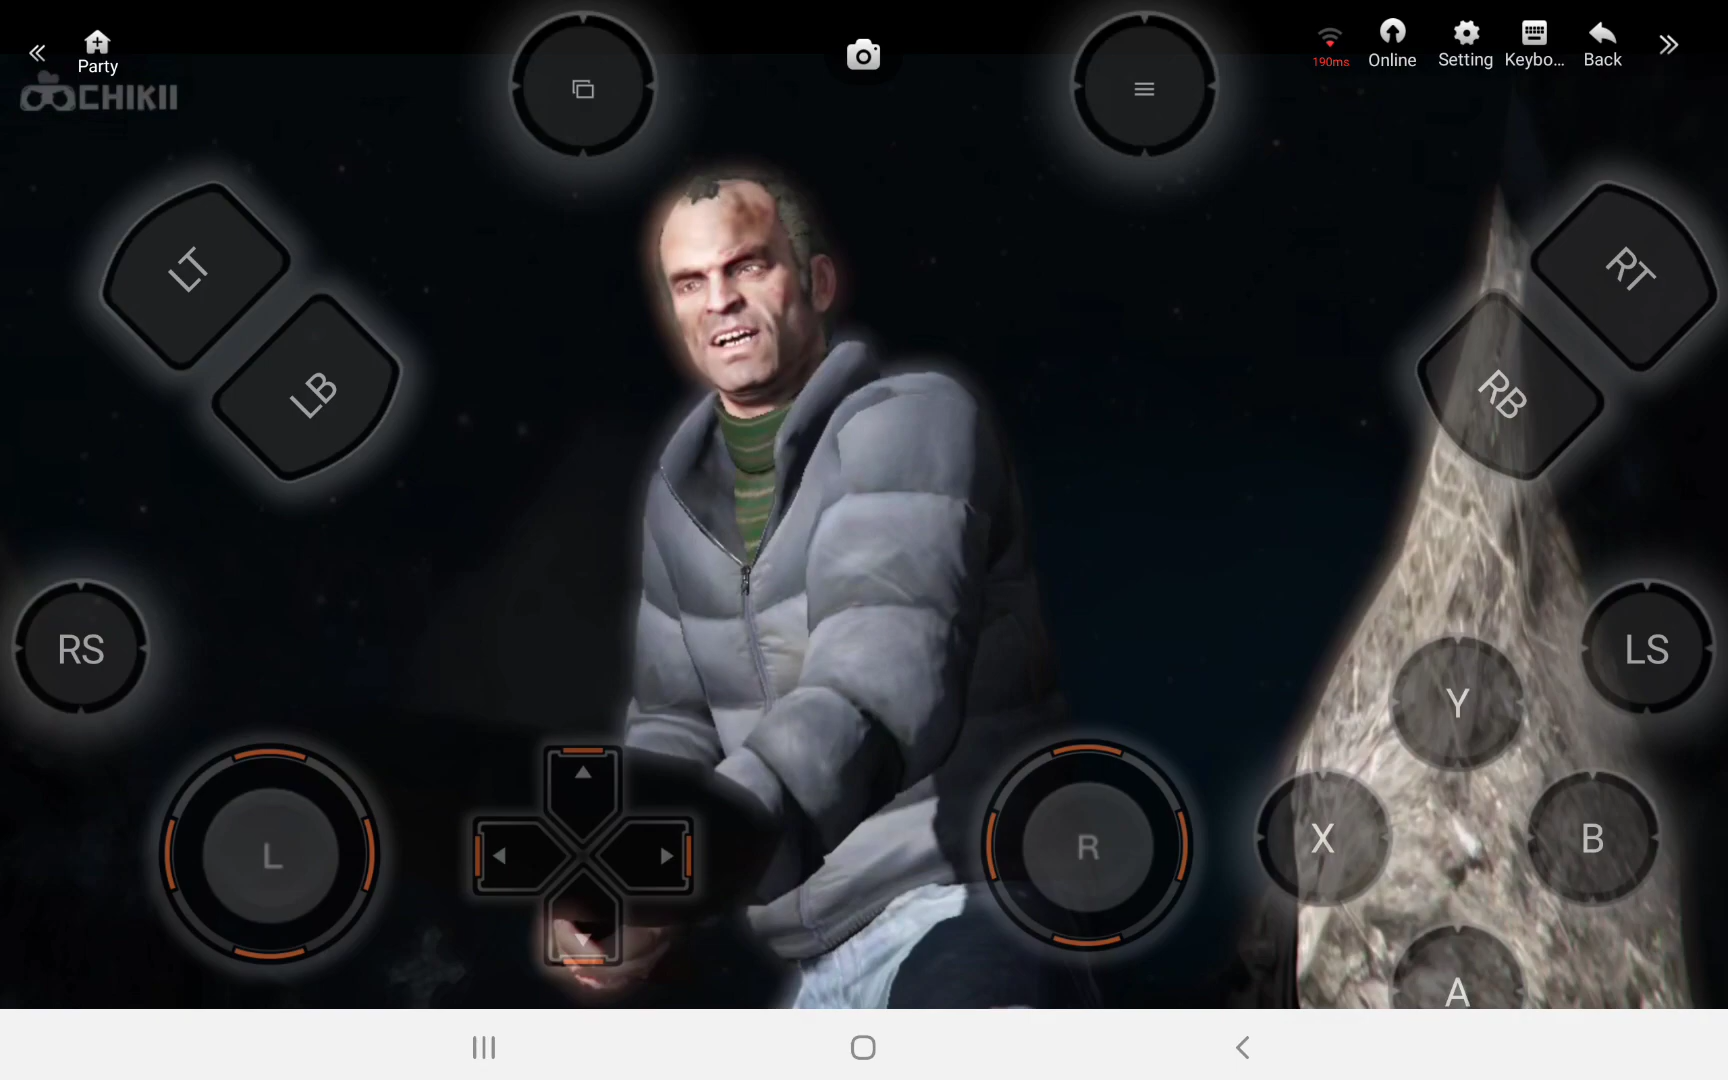 Party
190ms
Online
Setting
Keybo...
Back
CHIKII
LT
LB
RT
RB
RS
LS
Y
L
X
B
R
A